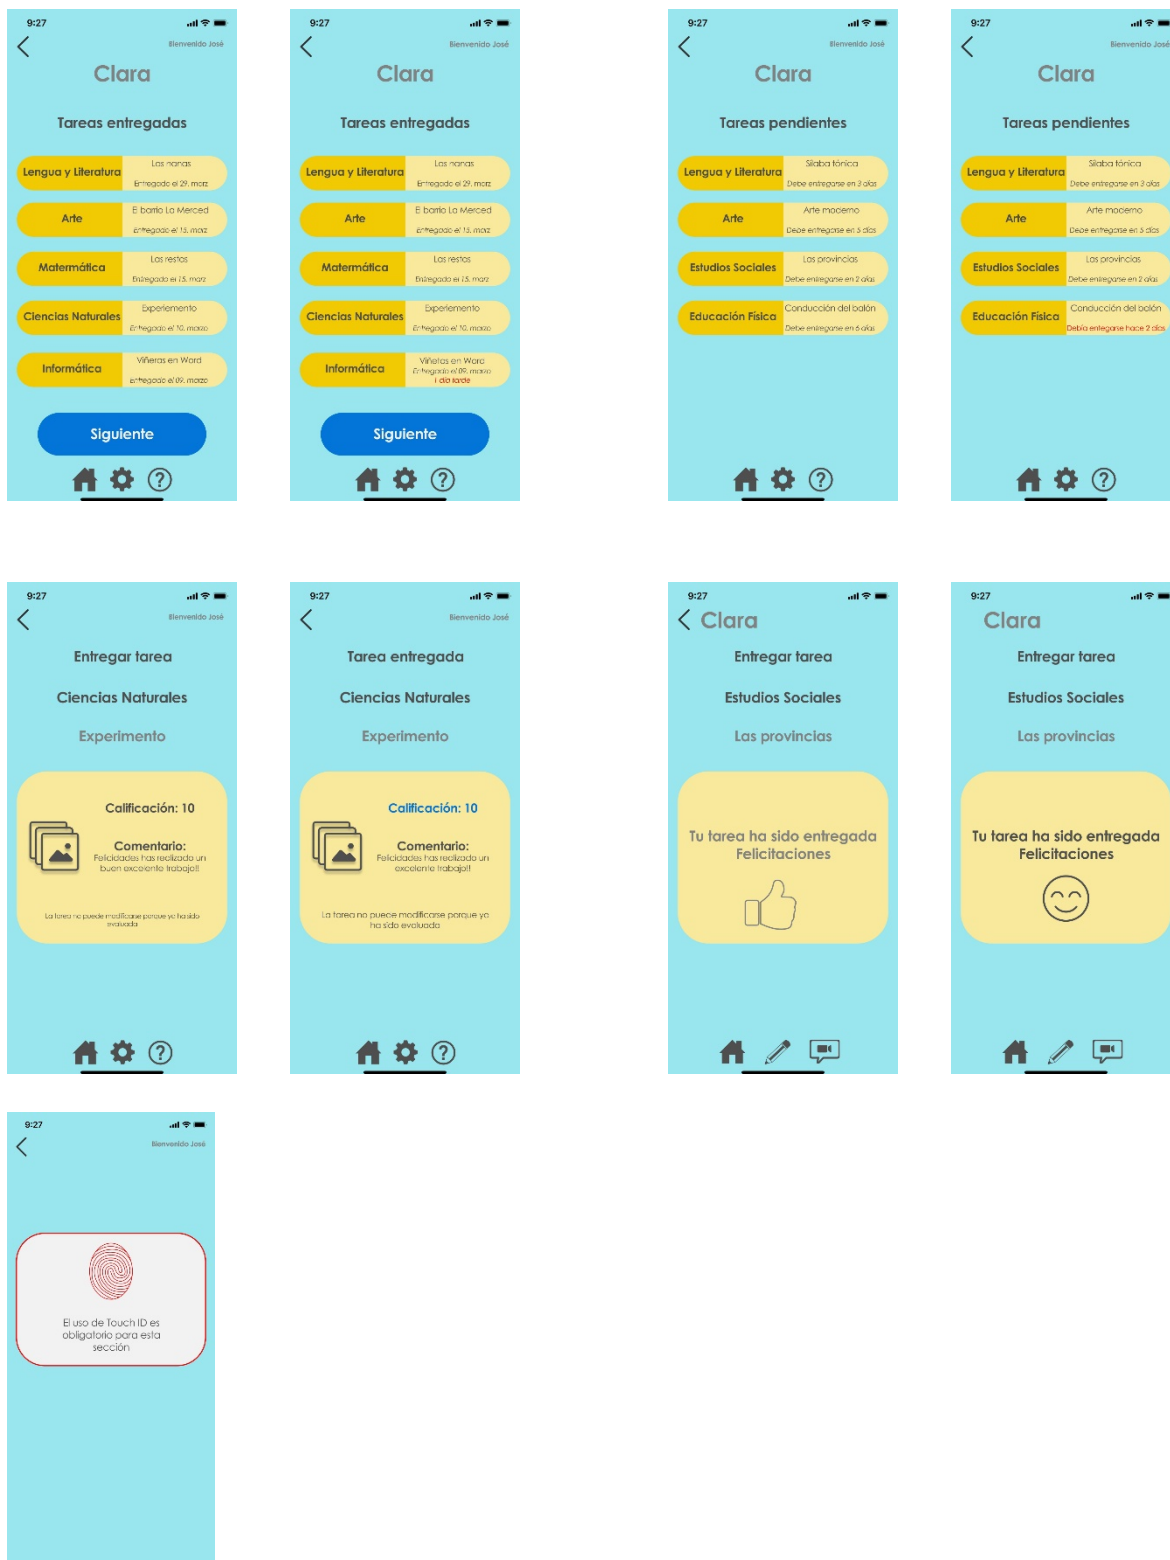 9:27
Bienvenido José
Clara
Tareas entregadas
Lengua y Literatura
Las nanas
Entregado el 29. marz
Arte
El barrio La Merced
Entregado el 15. marz
Matermática
Las restas
Entregado el 15. marz
Ciencias Naturales
Experiemento
Entregado el 10. marzo
Informática
Viñeras en Word
Entregado el 09. marzo
Siguiente
9:27
Bienvenido José
Clara
Tareas entregadas
Lengua y Literatura
Las nanas
Entregado el 29. marz
Arte
El barrio La Merced
Entregado el 15. marz
Matermática
Las restas
Entregado el 15. marz
Ciencias Naturales
Experiemento
Entregado el 10. marzo
Informática
Viñetas en Word
Entregado el 09. marzo
1 día tarde
Siguiente
9:27
Bienvenido José
Clara
Tareas pendientes
Lengua y Literatura
Sílaba tónica
Debe entregarse en 3 días
Arte
Arte moderno
Debe entregarse en 5 días
Estudios Sociales
Las provincias
Debe entregarse en 2 días
Educación Física
Conducción del balón
Debe entregarse en 6 días
9:27
Bienvenido José
Clara
Tareas pendientes
Lengua y Literatura
Sílaba tónica
Debe entregarse en 3 días
Arte
Arte moderno
Debe entregarse en 5 días
Estudios Sociales
Las provincias
Debe entregarse en 2 días
Educación Física
Conducción del balón
Debía entegarse hace 2 días
9:27
Bienvenido José
Entregar tarea
Ciencias Naturales
Experimento
Calificación: 10
Comentario:
Felicidades has realizado un
buen excelente trabajo!!
La tarea no puede modificarse porque ya ha sido
evaluada
9:27
Bienvenido José
Tarea entregada
Ciencias Naturales
Experimento
Calificación: 10
Comentario:
Felicidades has realizado un
excelente trabajo!!
La tarea no puece modificarse porque ya
ha sido evaluada
9:27
Clara
Entregar tarea
Estudios Sociales
Las provincias
Tu tarea ha sido entregada
Felicitaciones
9:27
Clara
Entregar tarea
Estudios Sociales
Las provincias
Tu tarea ha sido entregada
Felicitaciones
9:27
Bienvenido José
El uso de Touch ID es
obligatorio para esta
sección